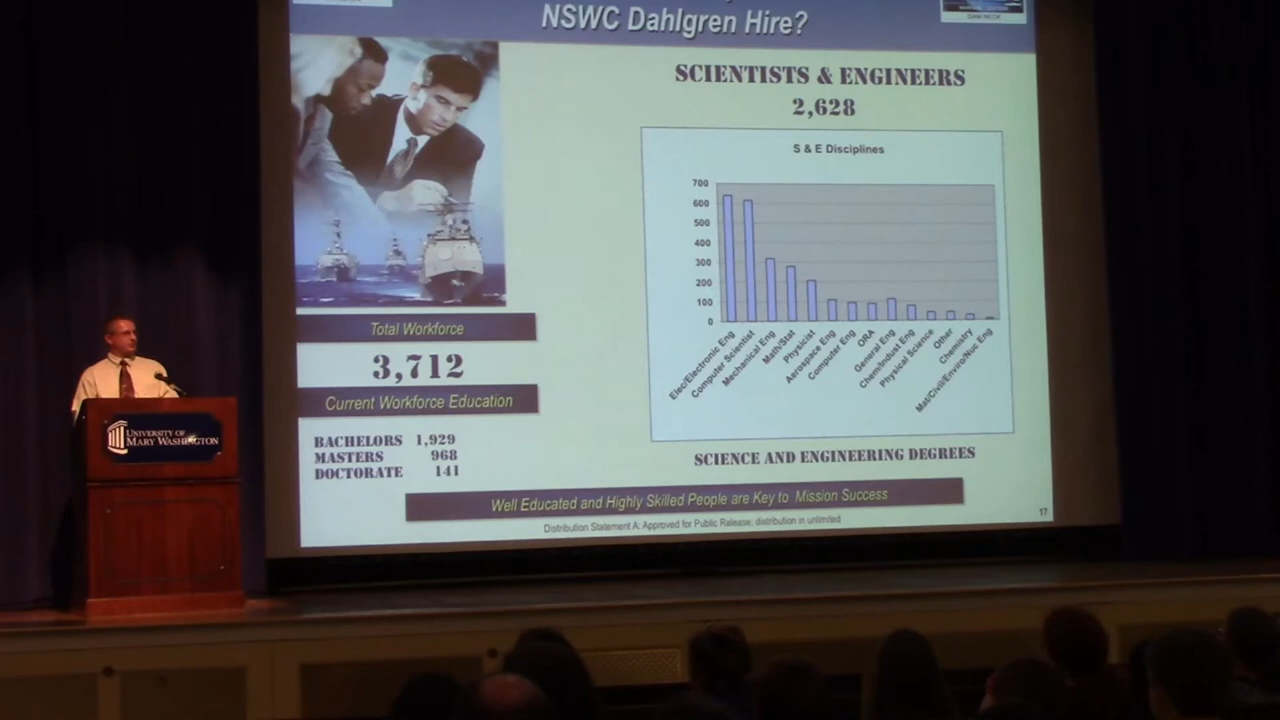 NSWC Dahlgren Hire?
DAM NECK
SCIENTISTS & ENGINEERS
2,628
S & E Disciplines
700
600
500
400
300
200
100
0
Elec/Electronic Eng
Computer Scientist
Mechanical Eng
Math/Stat
Physicist
Aerospace Eng
Computer Eng
ORA
General Eng
Chem/Indust Eng
Physical Science
Other
Chemistry
Mat/Civil/Enviro/Nuc Eng
SCIENCE AND ENGINEERING DEGREES
Total Workforce
3,712
Current Workforce Education
BACHELORS 1,929
MASTERS 968
DOCTORATE 141
Well Educated and Highly Skilled People are Key to Mission Success
Distribution Statement A: Approved for Public Release; distribution in unlimited
17
UNIVERSITY OF
MARY WASHINGTON